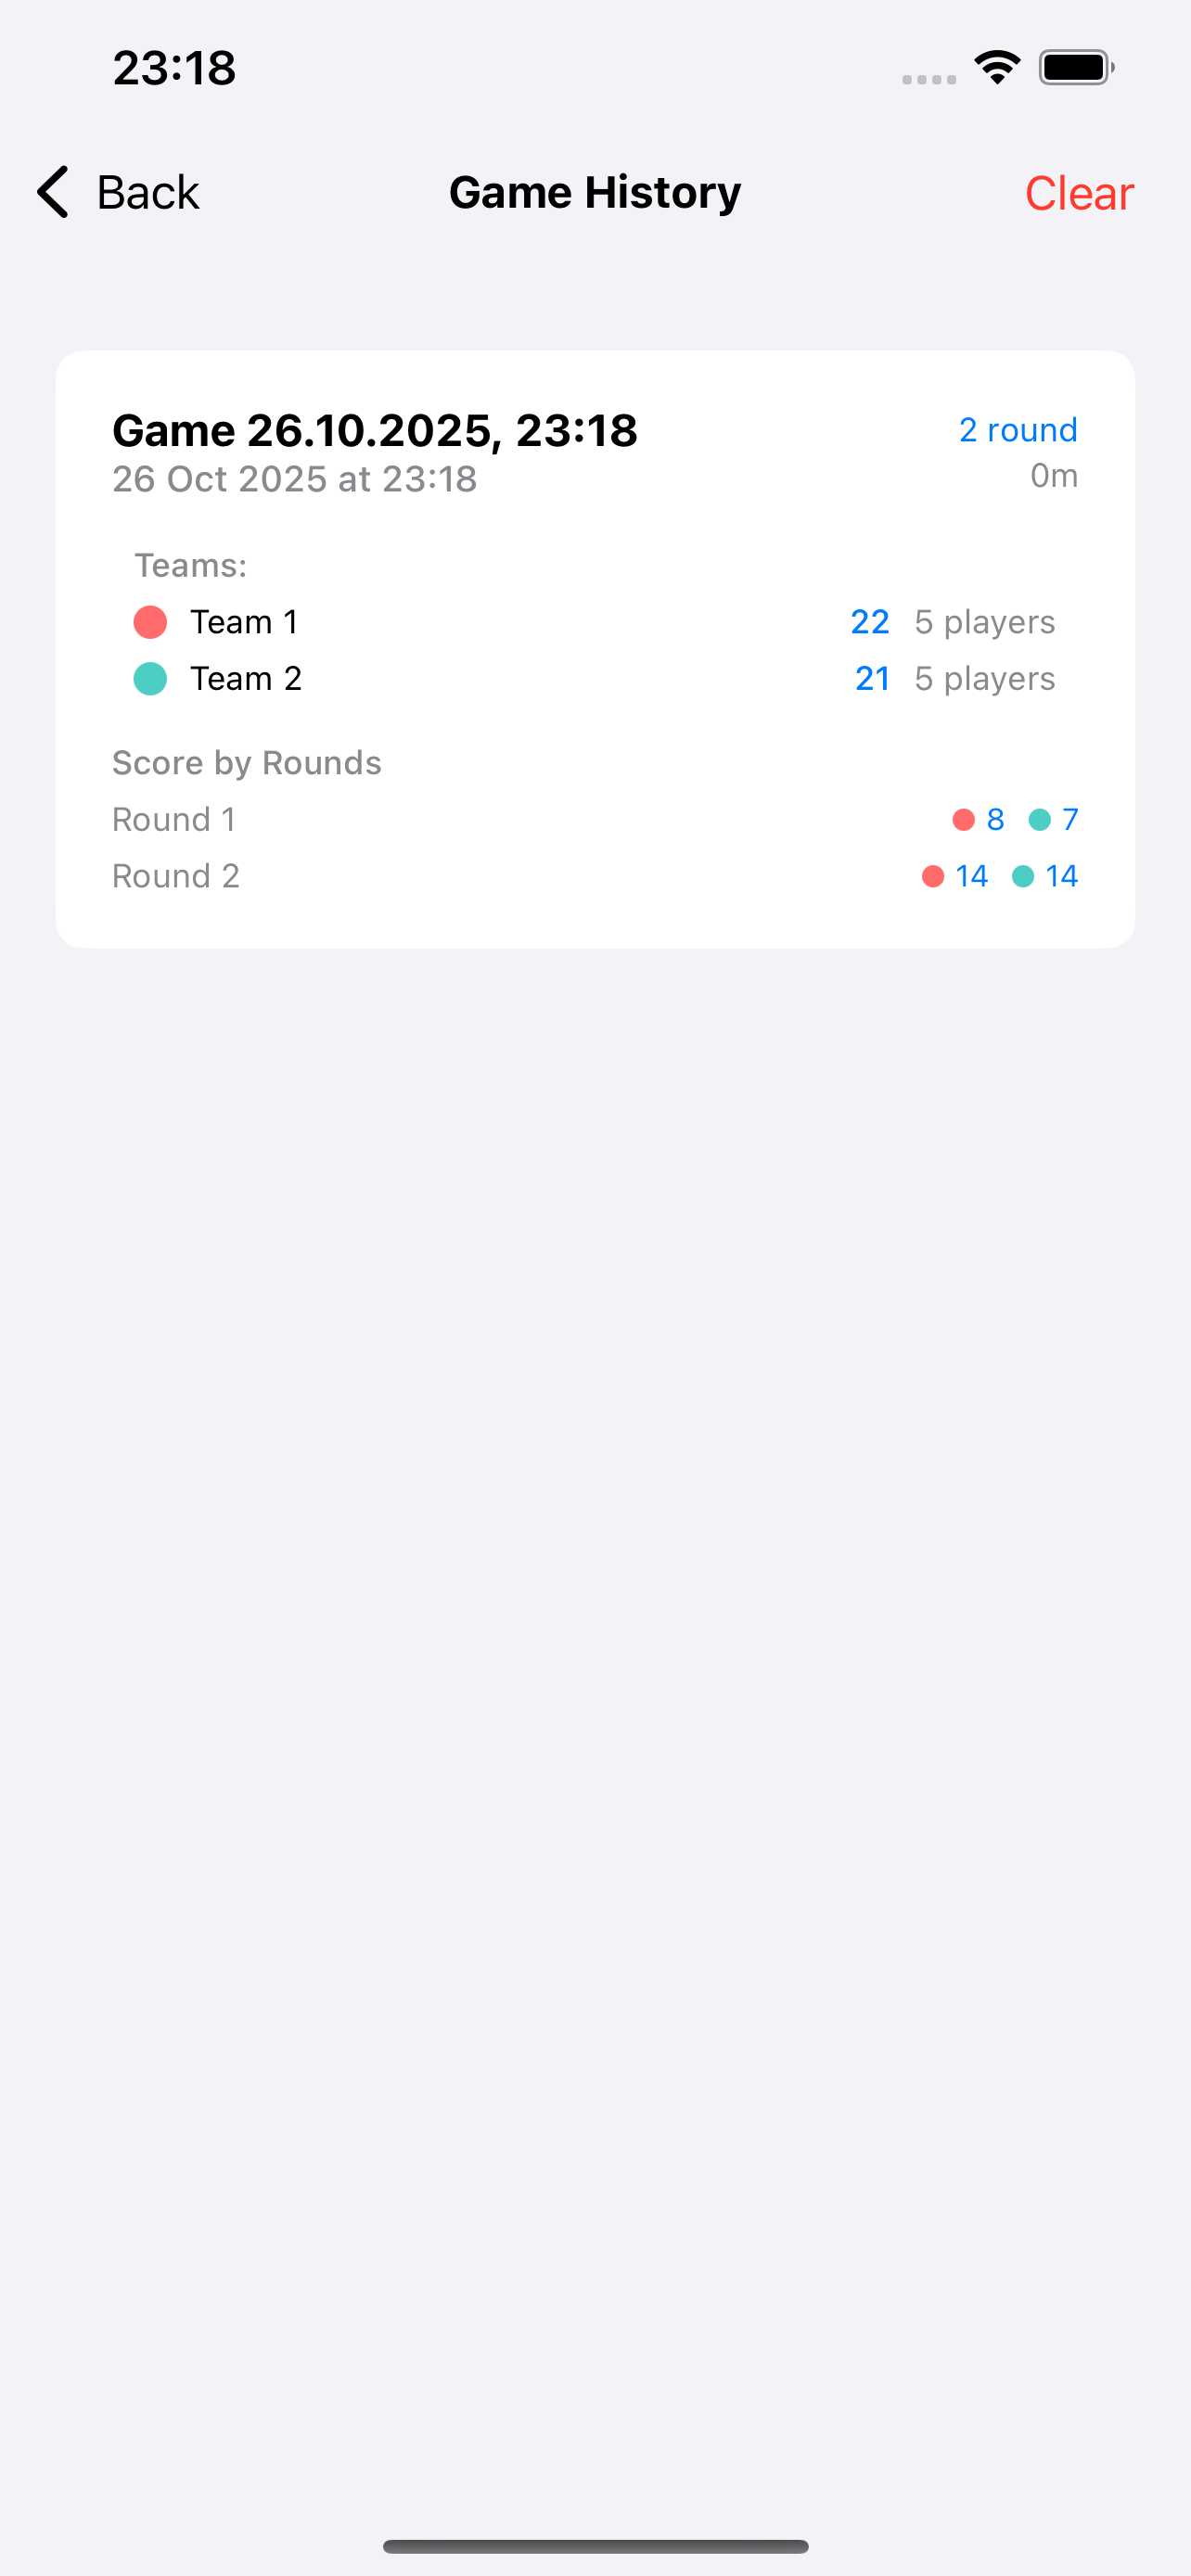 23:18
Back
Game History
Clear
Game 26.10.2025, 23:18
2 round
26 Oct 2025 at 23:18
0m
Teams:
Team 1 22 5 players
Team 2 21 5 players
Score by Rounds
Round 1 8 7
Round 2 14 14